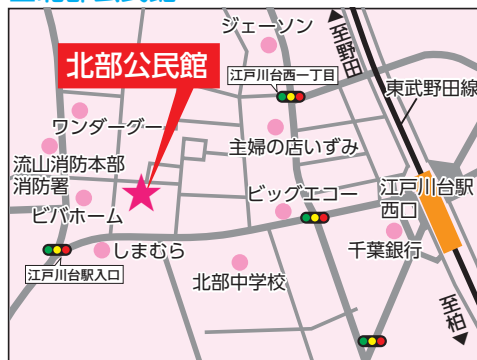 ジェーソン
至野田
江戸川台西一丁目
北部公民館
東武野田線
ワンダーグー
主婦の店いずみ
流山消防本部
消防署
ビバホーム
ビッグエコー
江戸川台駅
西口
しまむら
千葉銀行
江戸川台駅入口
北部中学校
至柏